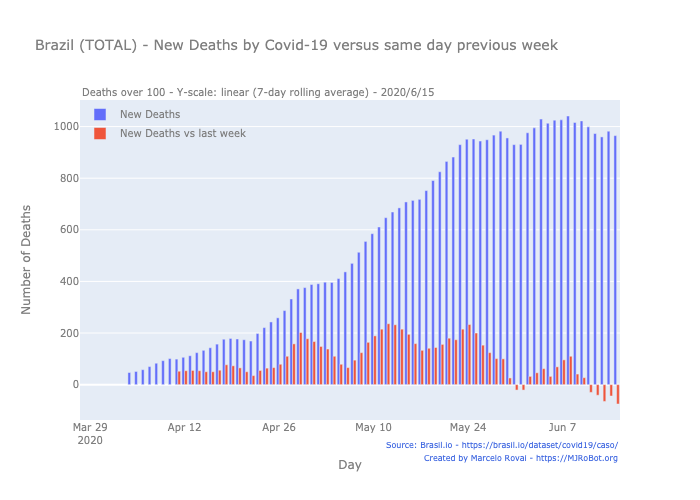 Brazil (TOTAL) - New Deaths by Covid-19 versus same day previous week
Deaths over 100 - Y-scale: linear (7-day rolling average) - 2020/6/15
New Deaths
New Deaths vs last week
1000
800
600
400
200
0
Number of Deaths
Mar 29
2020
Apr 12
Apr 26
May 10
May 24
Jun 7
Day
Source: Brasil.io - https://brasil.io/dataset/covid19/caso/
Created by Marcelo Rovai - https://MJRoBot.org